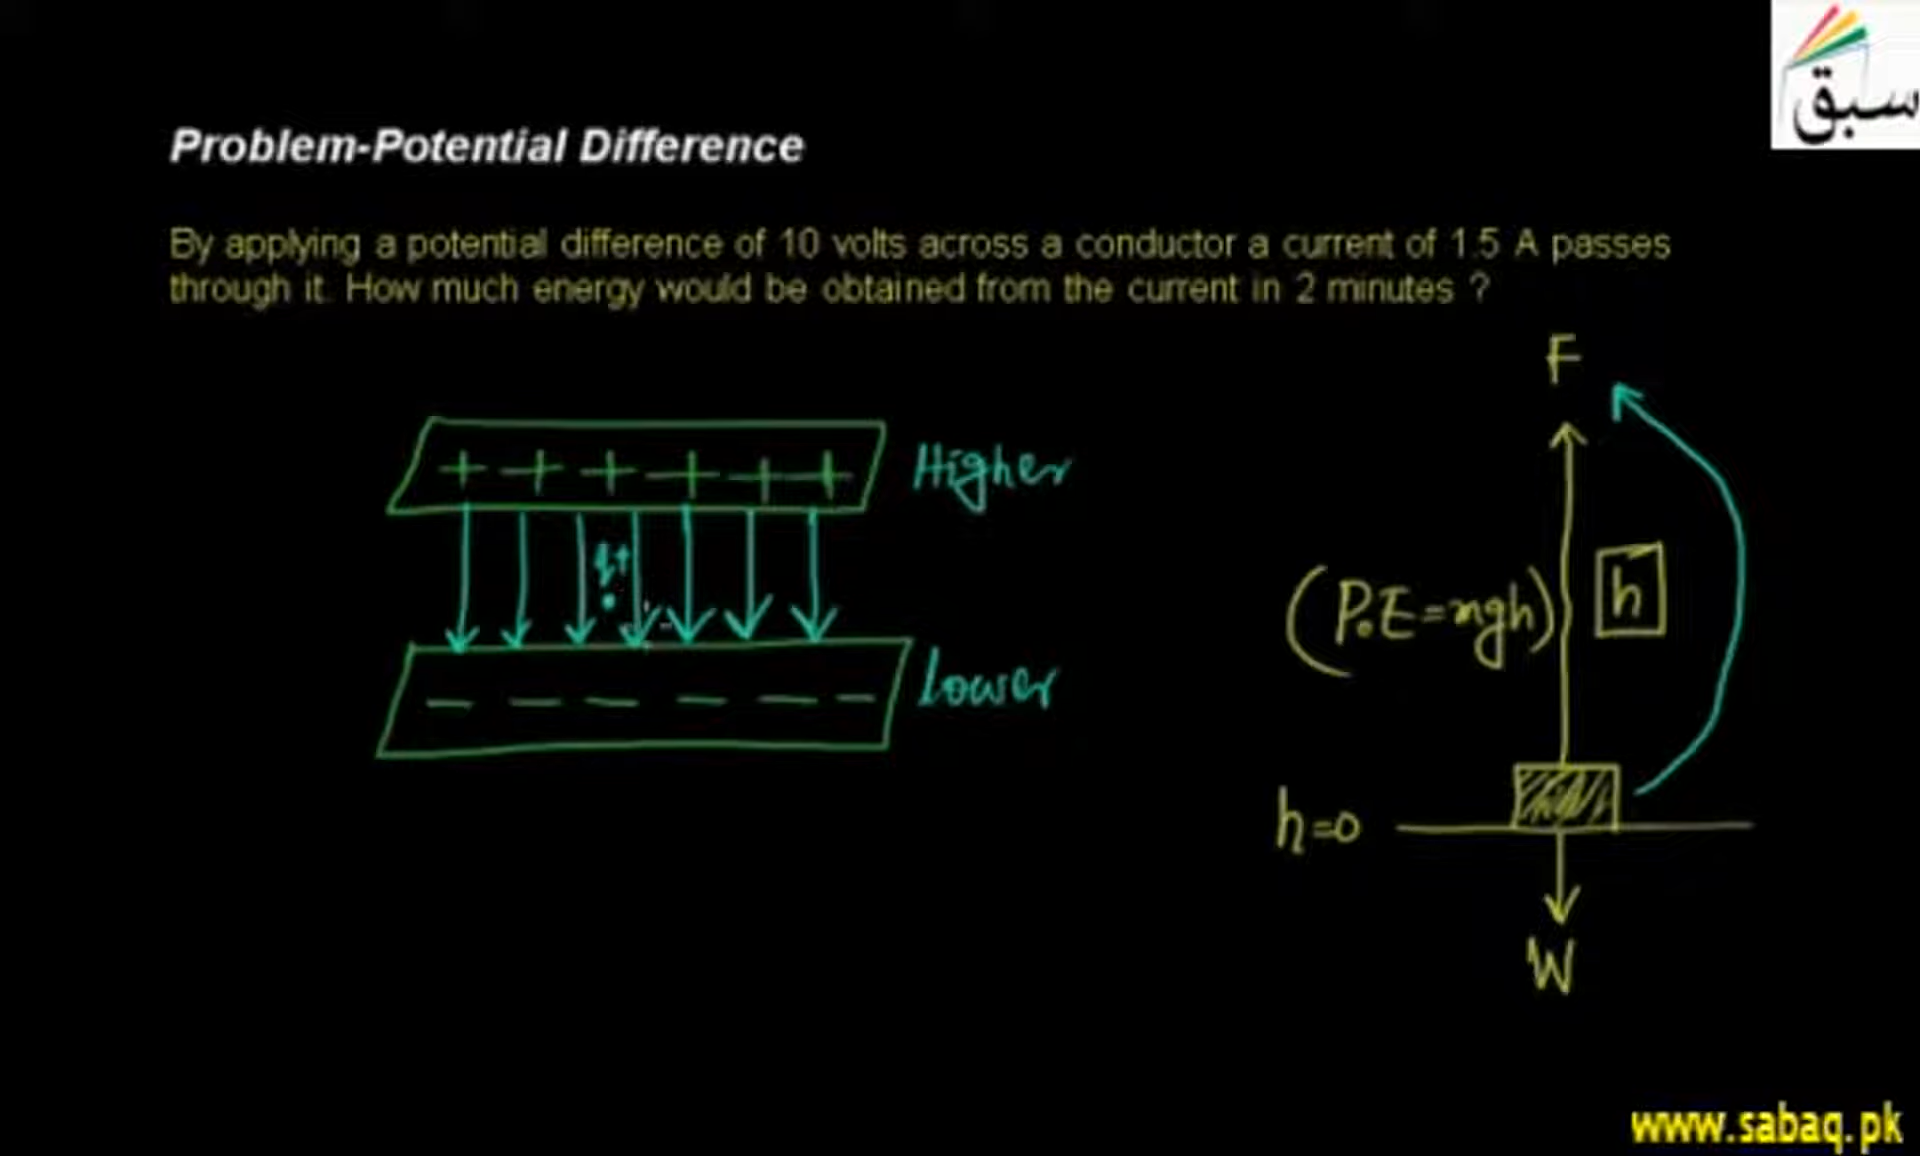 سبق
Problem-Potential Difference
By applying a potential difference of 10 volts across a conductor a current of 1.5 A passes
through it. How much energy would be obtained from the current in 2 minutes ?
F
+ + + + + +
Higher
q+
(P.E=mgh)
h
Lower
− − − − − −
h=0
W
www.sabaq.pk